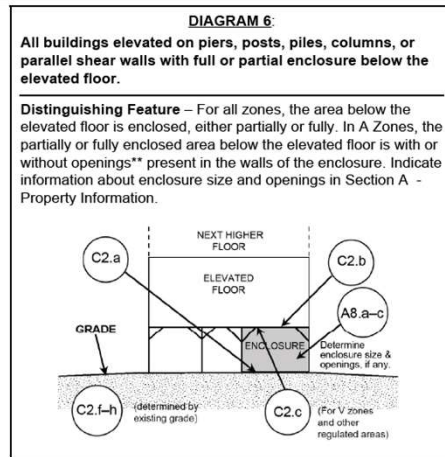 DIAGRAM 6:
All buildings elevated on piers, posts, piles, columns, or
parallel shear walls with full or partial enclosure below the
elevated floor.
Distinguishing Feature – For all zones, the area below the
elevated floor is enclosed, either partially or fully. In A Zones, the
partially or fully enclosed area below the elevated floor is with or
without openings** present in the walls of the enclosure. Indicate
information about enclosure size and openings in Section A -
Property Information.
NEXT HIGHER
FLOOR
C2.a
C2.b
ELEVATED
FLOOR
A8.a–c
GRADE
ENCLOSURE
Determine
enclosure size &
openings, if any.
C2.f–h
(determined by
existing grade)
C2.c
(For V zones
and other
regulated areas)